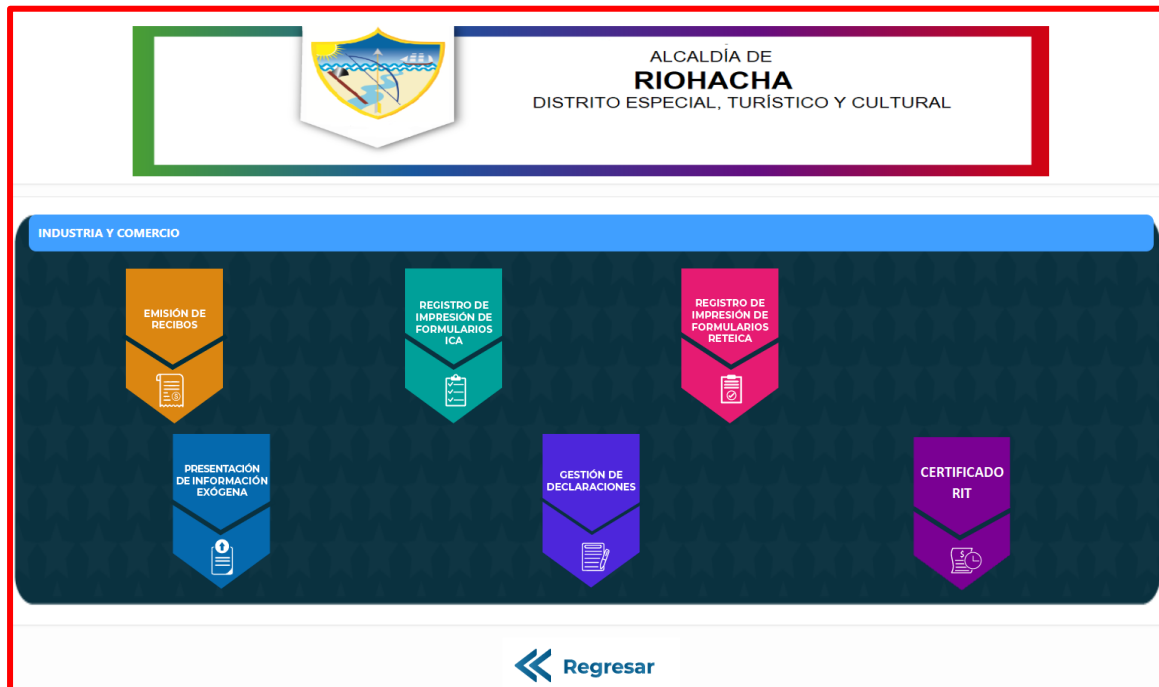 ALCALDÍA DE
RIOHACHA
DISTRITO ESPECIAL, TURÍSTICO Y CULTURAL
INDUSTRIA Y COMERCIO
EMISIÓN DE
RECIBOS
REGISTRO DE
IMPRESIÓN DE
FORMULARIOS
ICA
REGISTRO DE
IMPRESIÓN DE
FORMULARIOS
RETEICA
PRESENTACIÓN
DE INFORMACIÓN
EXÓGENA
GESTIÓN DE
DECLARACIONES
CERTIFICADO
RIT
Regresar